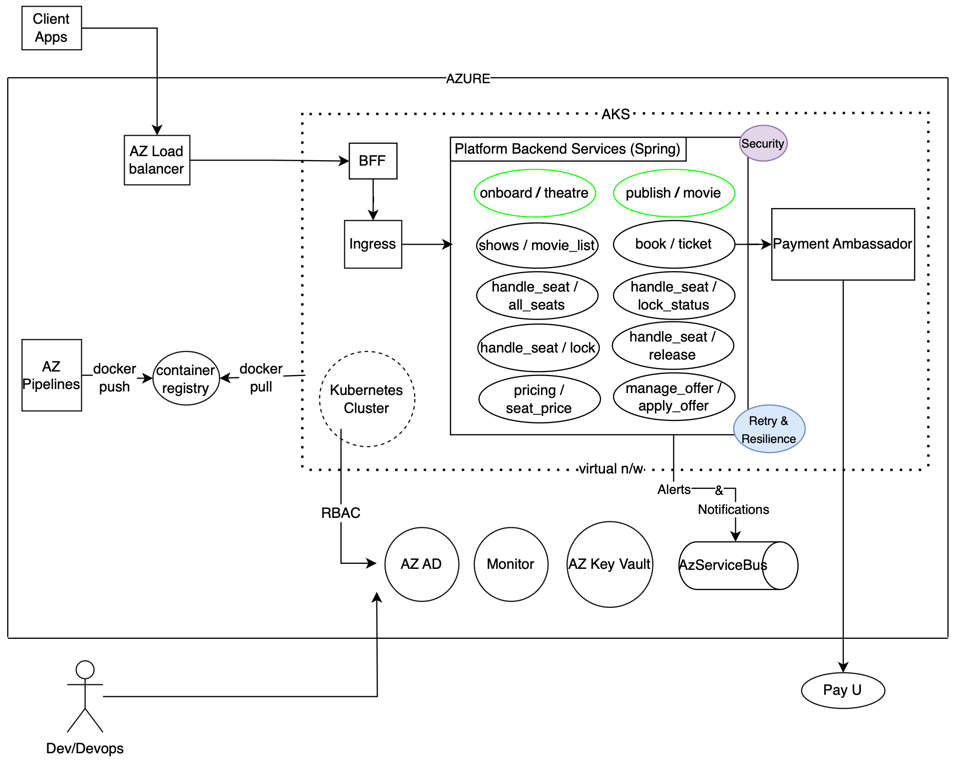 Client
Apps
AZURE
AKS
AZ Load
balancer
BFF
Ingress
Platform Backend Services (Spring)
Security
onboard / theatre
publish / movie
shows / movie_list
book / ticket
Payment Ambassador
handle_seat /
all_seats
handle_seat /
lock_status
handle_seat / lock
handle_seat /
release
pricing /
seat_price
manage_offer /
apply_offer
Retry &
Resilience
AZ
Pipelines
docker
push
container
registry
docker
pull
Kubernetes
Cluster
virtual n/w
Alerts
&
Notifications
RBAC
AZ AD
Monitor
AZ Key Vault
AzServiceBus
Pay U
Dev/Devops